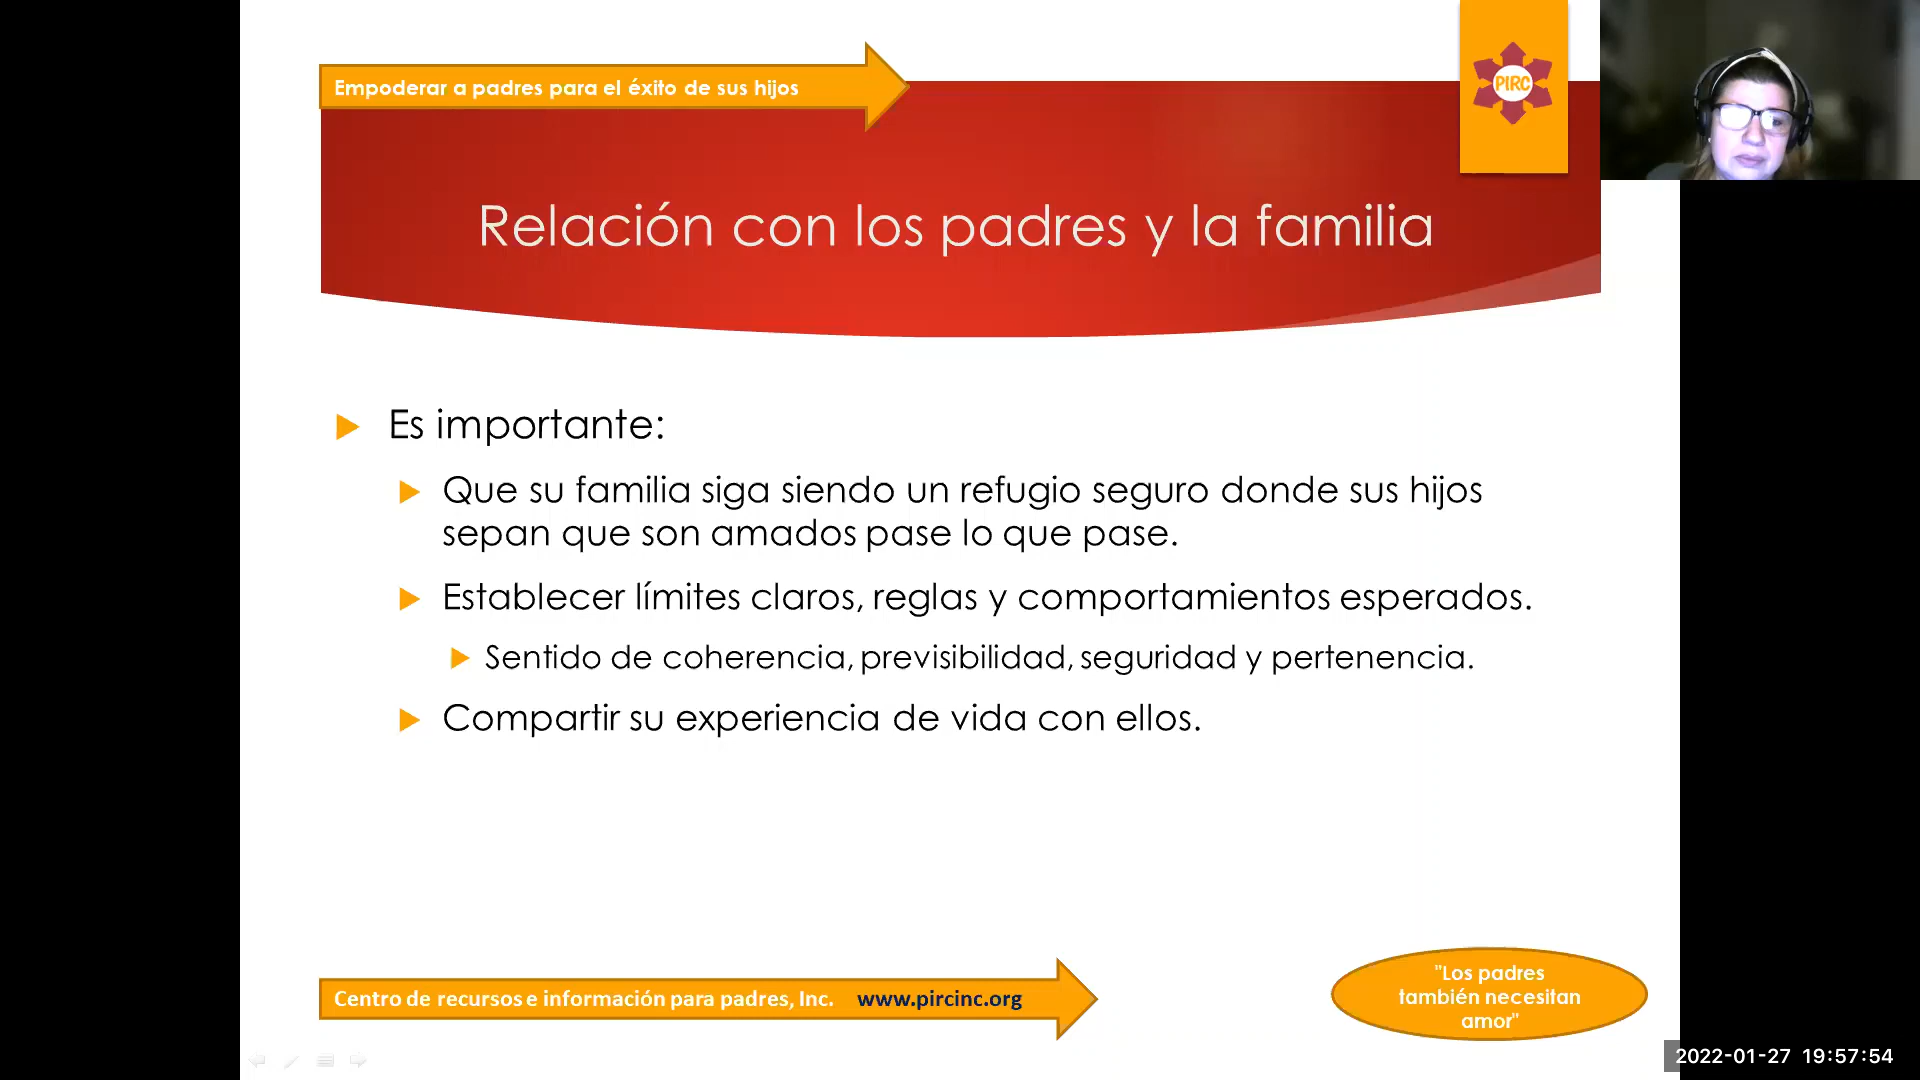 Empoderar a padres para el éxito de sus hijos
PIRC
Relación con los padres y la familia
Es importante:
Que su familia siga siendo un refugio seguro donde sus hijos
sepan que son amados pase lo que pase.
Establecer límites claros, reglas y comportamientos esperados.
Sentido de coherencia, previsibilidad, seguridad y pertenencia.
Compartir su experiencia de vida con ellos.
Centro de recursos e información para padres, Inc. www.pircinc.org
"Los padres
también necesitan
amor"
2022-01-27 19:57:54